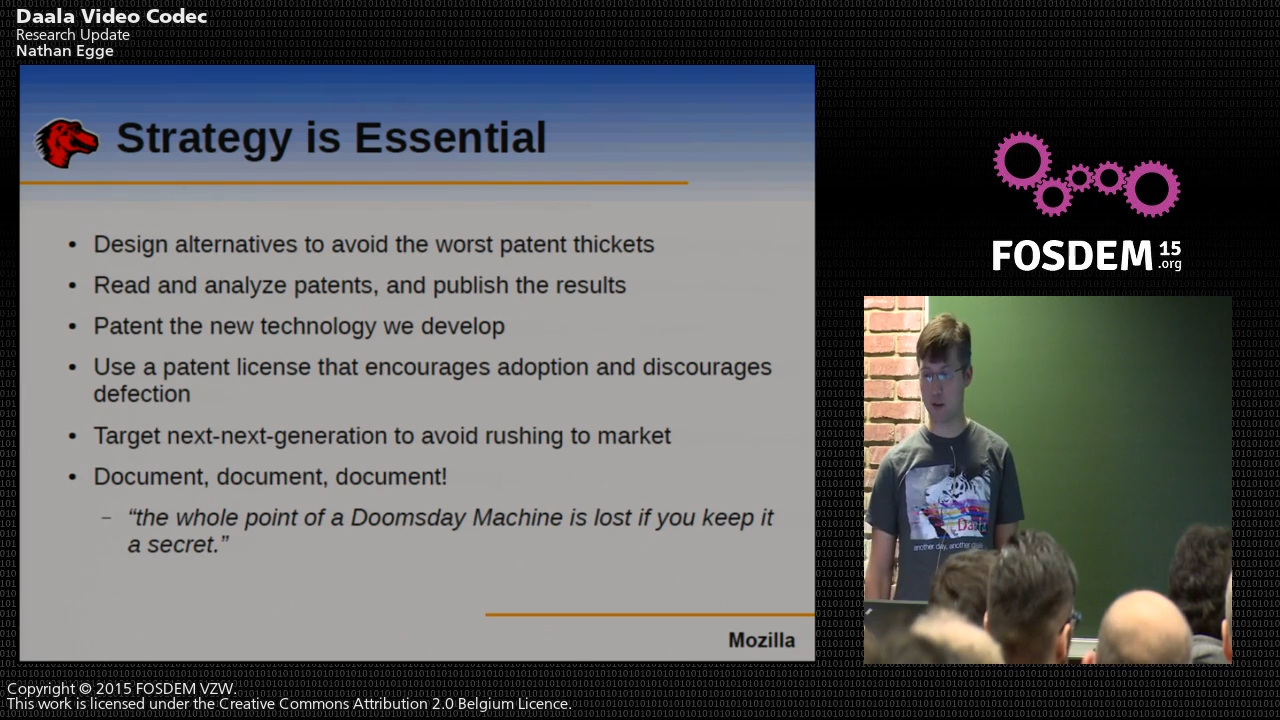 Daala Video Codec
Research Update
Nathan Egge
Strategy is Essential
• Design alternatives to avoid the worst patent thickets
• Read and analyze patents, and publish the results
• Patent the new technology we develop
• Use a patent license that encourages adoption and discourages
defection
• Target next-next-generation to avoid rushing to market
• Document, document, document!
– “the whole point of a Doomsday Machine is lost if you keep it
a secret.”
Mozilla
FOSDEM 15
.org
another day, another
Copyright © 2015 FOSDEM VZW.
This work is licensed under the Creative Commons Attribution 2.0 Belgium Licence.